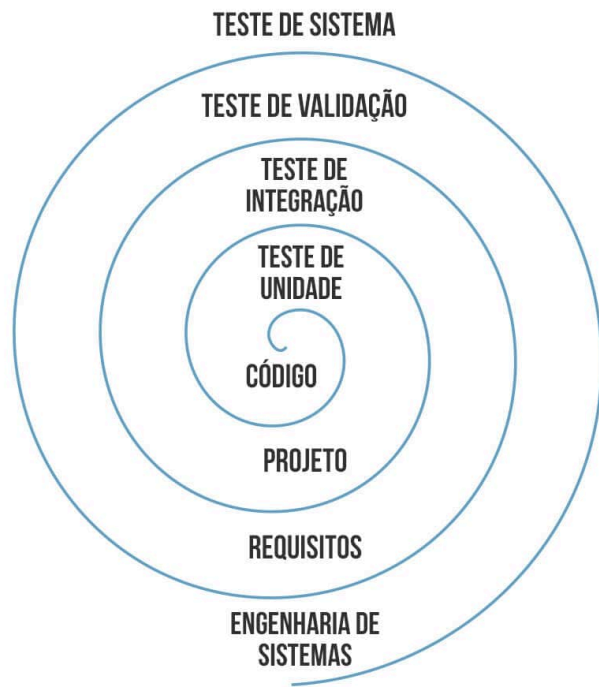 TESTE DE SISTEMA
TESTE DE VALIDAÇÃO
TESTE DE
INTEGRAÇÃO
TESTE DE
UNIDADE
CÓDIGO
PROJETO
REQUISITOS
ENGENHARIA DE
SISTEMAS